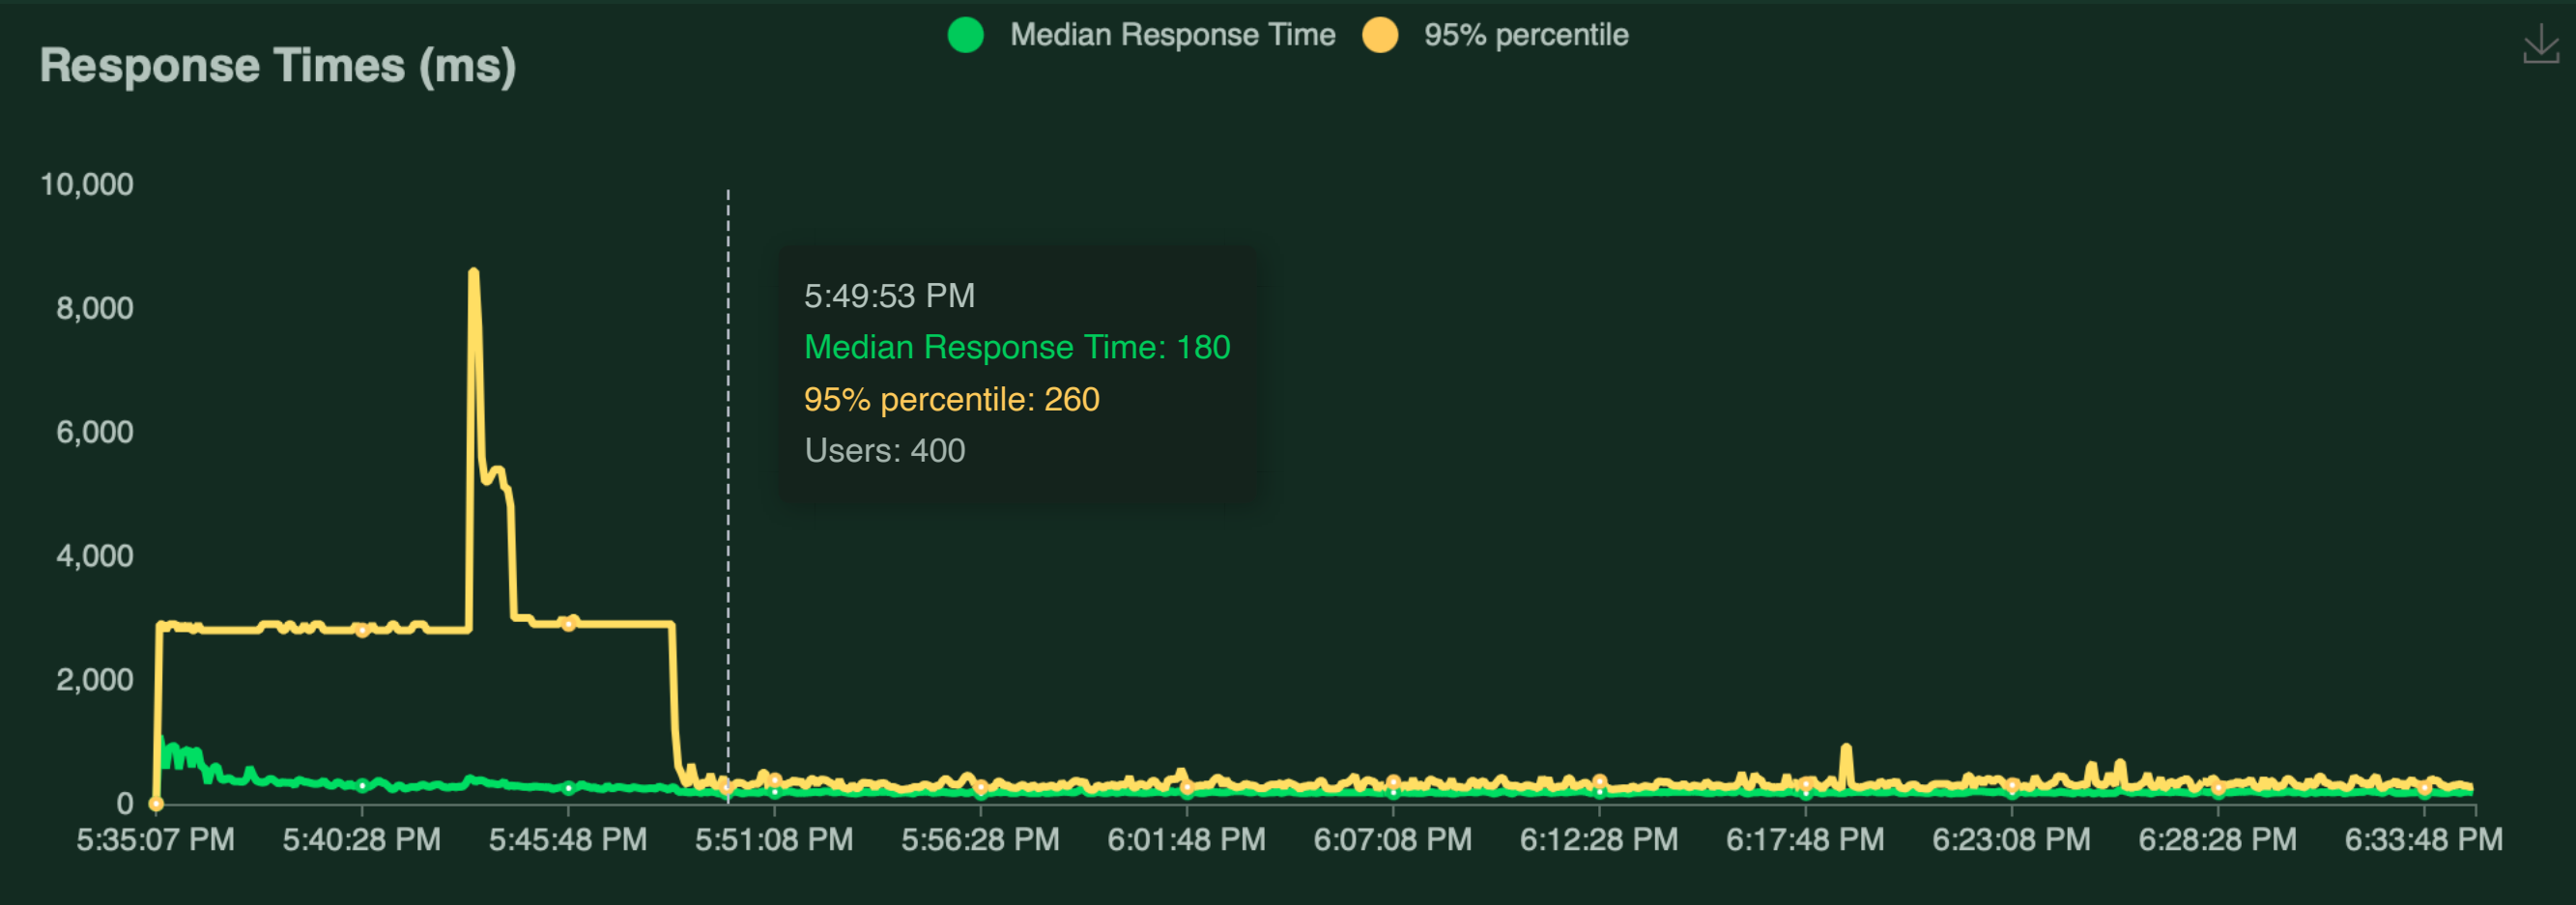 Median Response Time
95% percentile
Response Times (ms)
10,000
8,000
6,000
4,000
2,000
0
5:49:53 PM
Median Response Time: 180
95% percentile: 260
Users: 400
5:35:07 PM
5:40:28 PM
5:45:48 PM
5:51:08 PM
5:56:28 PM
6:01:48 PM
6:07:08 PM
6:12:28 PM
6:17:48 PM
6:23:08 PM
6:28:28 PM
6:33:48 PM